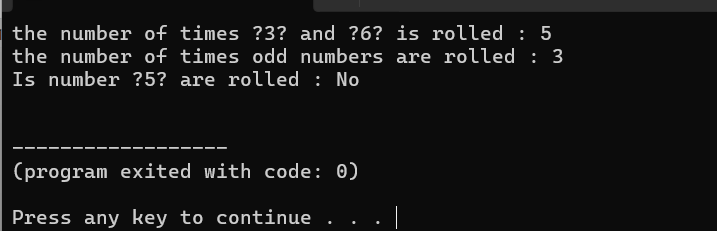 the number of times ?3? and ?6? is rolled : 5
the number of times odd numbers are rolled : 3
Is number ?5? are rolled : No
------------------
(program exited with code: 0)
Press any key to continue . . .